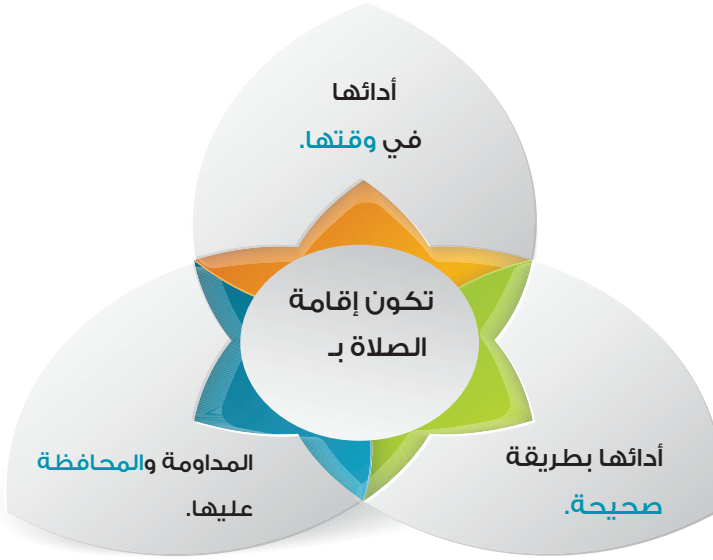 أدائها
في وقتها.
تكون إقامة
الصلاة بـ
أدائها بطريقة
صحيحة.
المداومة والمحافظة
عليها.